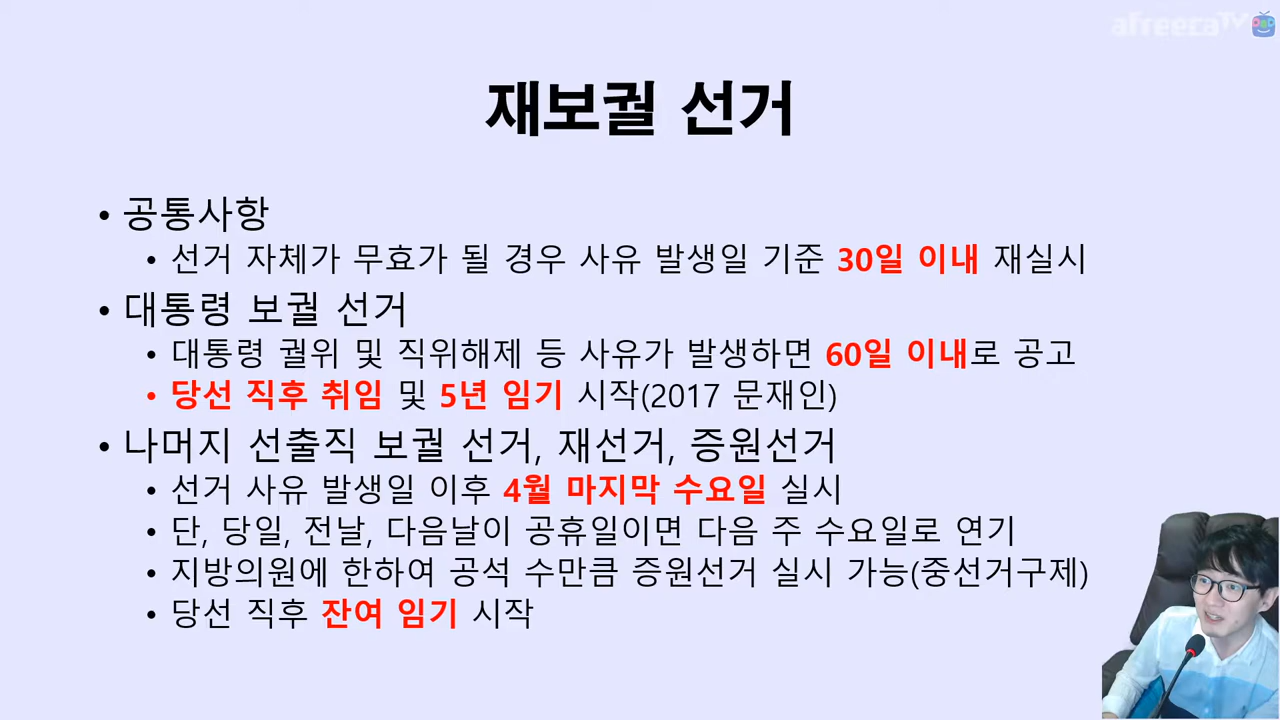 afreecaTV
재보궐 선거
• 공통사항
• 선거 자체가 무효가 될 경우 사유 발생일 기준 30일 이내 재실시
• 대통령 보궐 선거
• 대통령 궐위 및 직위해제 등 사유가 발생하면 60일 이내로 공고
• 당선 직후 취임 및 5년 임기 시작(2017 문재인)
• 나머지 선출직 보궐 선거, 재선거, 증원선거
• 선거 사유 발생일 이후 4월 마지막 수요일 실시
• 단, 당일, 전날, 다음날이 공휴일이면 다음 주 수요일로 연기
• 지방의원에 한하여 공석 수만큼 증원선거 실시 가능(중선거구제)
• 당선 직후 잔여 임기 시작